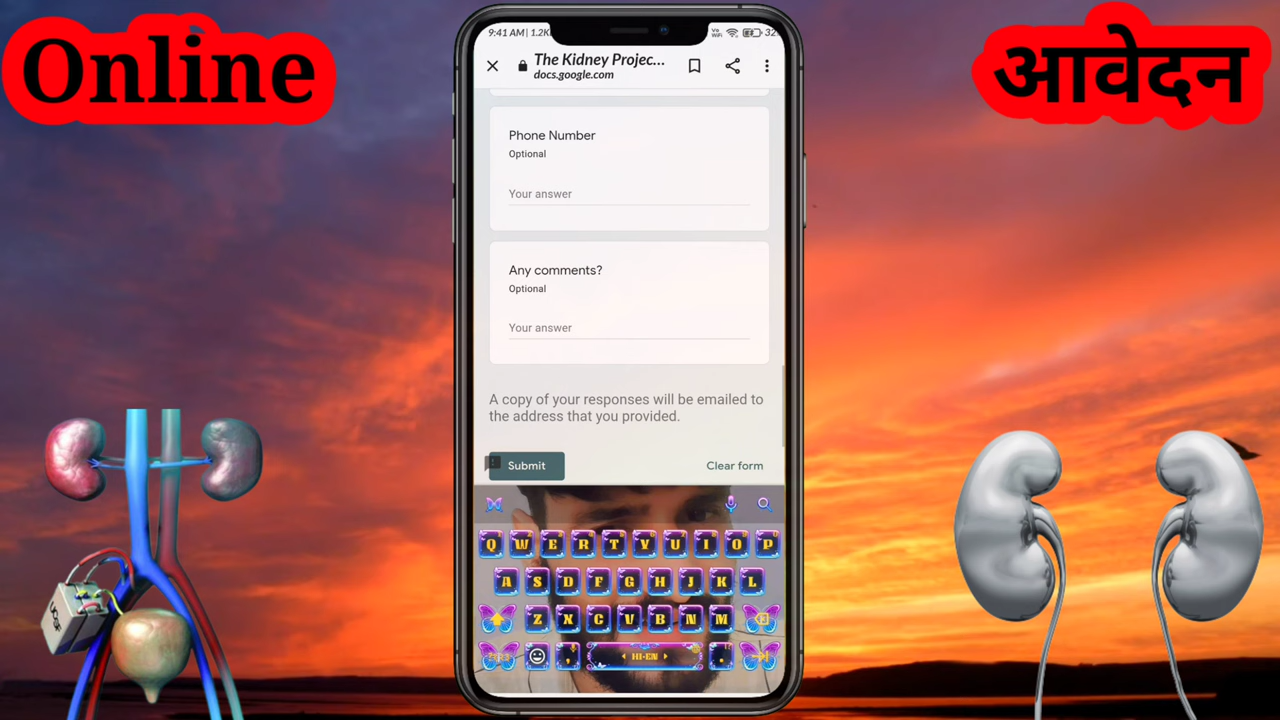 Online
आवेदन
9:41 AM | 1.2K
32
The Kidney Projec...
docs.google.com
Phone Number
Optional
Your answer
Any comments?
Optional
Your answer
A copy of your responses will be emailed to
the address that you provided.
Submit
Clear form
Q W E R T Y U I O P
A S D F G H J K L
Z X C V B N M
, HI-EN .
UCSF